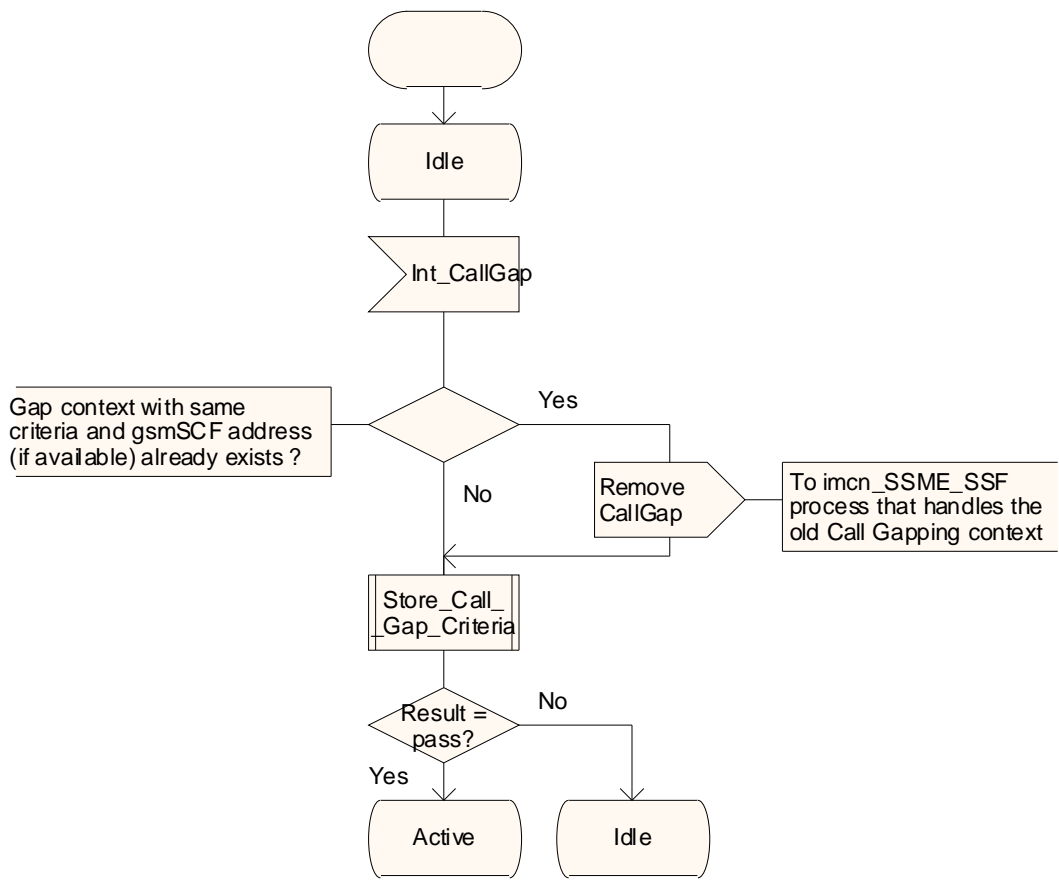 Idle
Int_CallGap
Gap context with same
criteria and gsmSCF address
(if available) already exists ?
Yes
No
Remove
CallGap
To imcn_SSME_SSF
process that handles the
old Call Gapping context
Store_Call_
_Gap_Criteria
Result =
pass?
No
Yes
Active
Idle